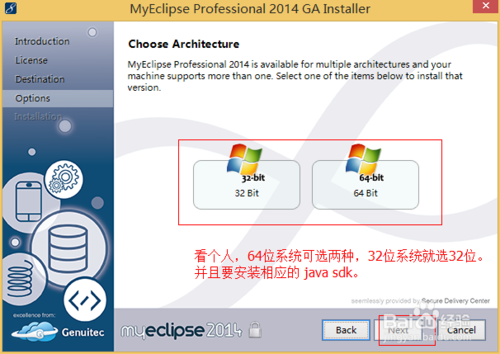 MyEclipse Professional 2014 GA Installer
Introduction
License
Destination
Options
Installation
Choose Architecture
MyEclipse Professional 2014 is available for multiple architectures and your
machine supports more than one. Select one of the items below to install that
version.
32-bit
32 Bit
64-bit
64 Bit
看个人，64位系统可选两种，32位系统就选32位。
并且要安装相应的 java sdk。
seemlessly provided by Secure Delivery Center
excellence from:
Genuitec
myeclipse 2014
Back
Next
Cancel